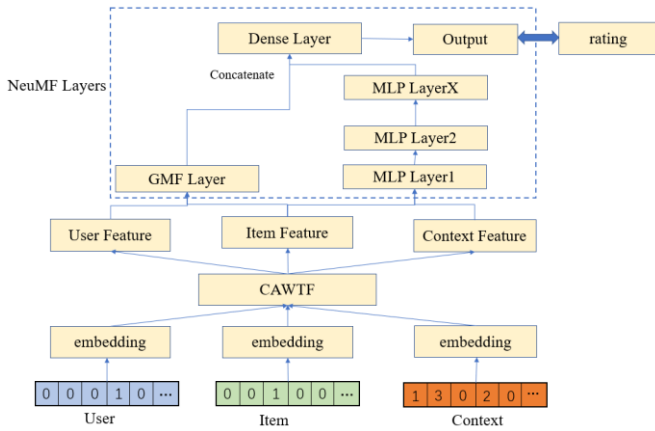 Dense Layer
Output
rating
Concatenate
NeuMF Layers
MLP LayerX
MLP Layer2
GMF Layer
MLP Layer1
User Feature
Item Feature
Context Feature
CAWTF
embedding
embedding
embedding
0 0 0 1 0 ...
0 0 1 0 0 ...
1 3 0 2 0 ...
User
Item
Context